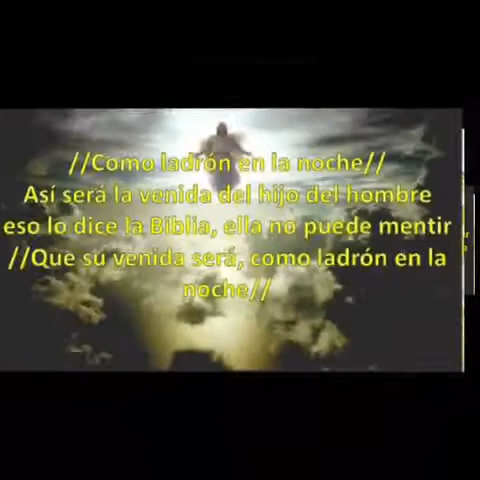 //Como ladrón en la noche//
Así será la venida del hijo del hombre
eso lo dice la Biblia, ella no puede mentir
//Que su venida será, como ladrón en la
noche//